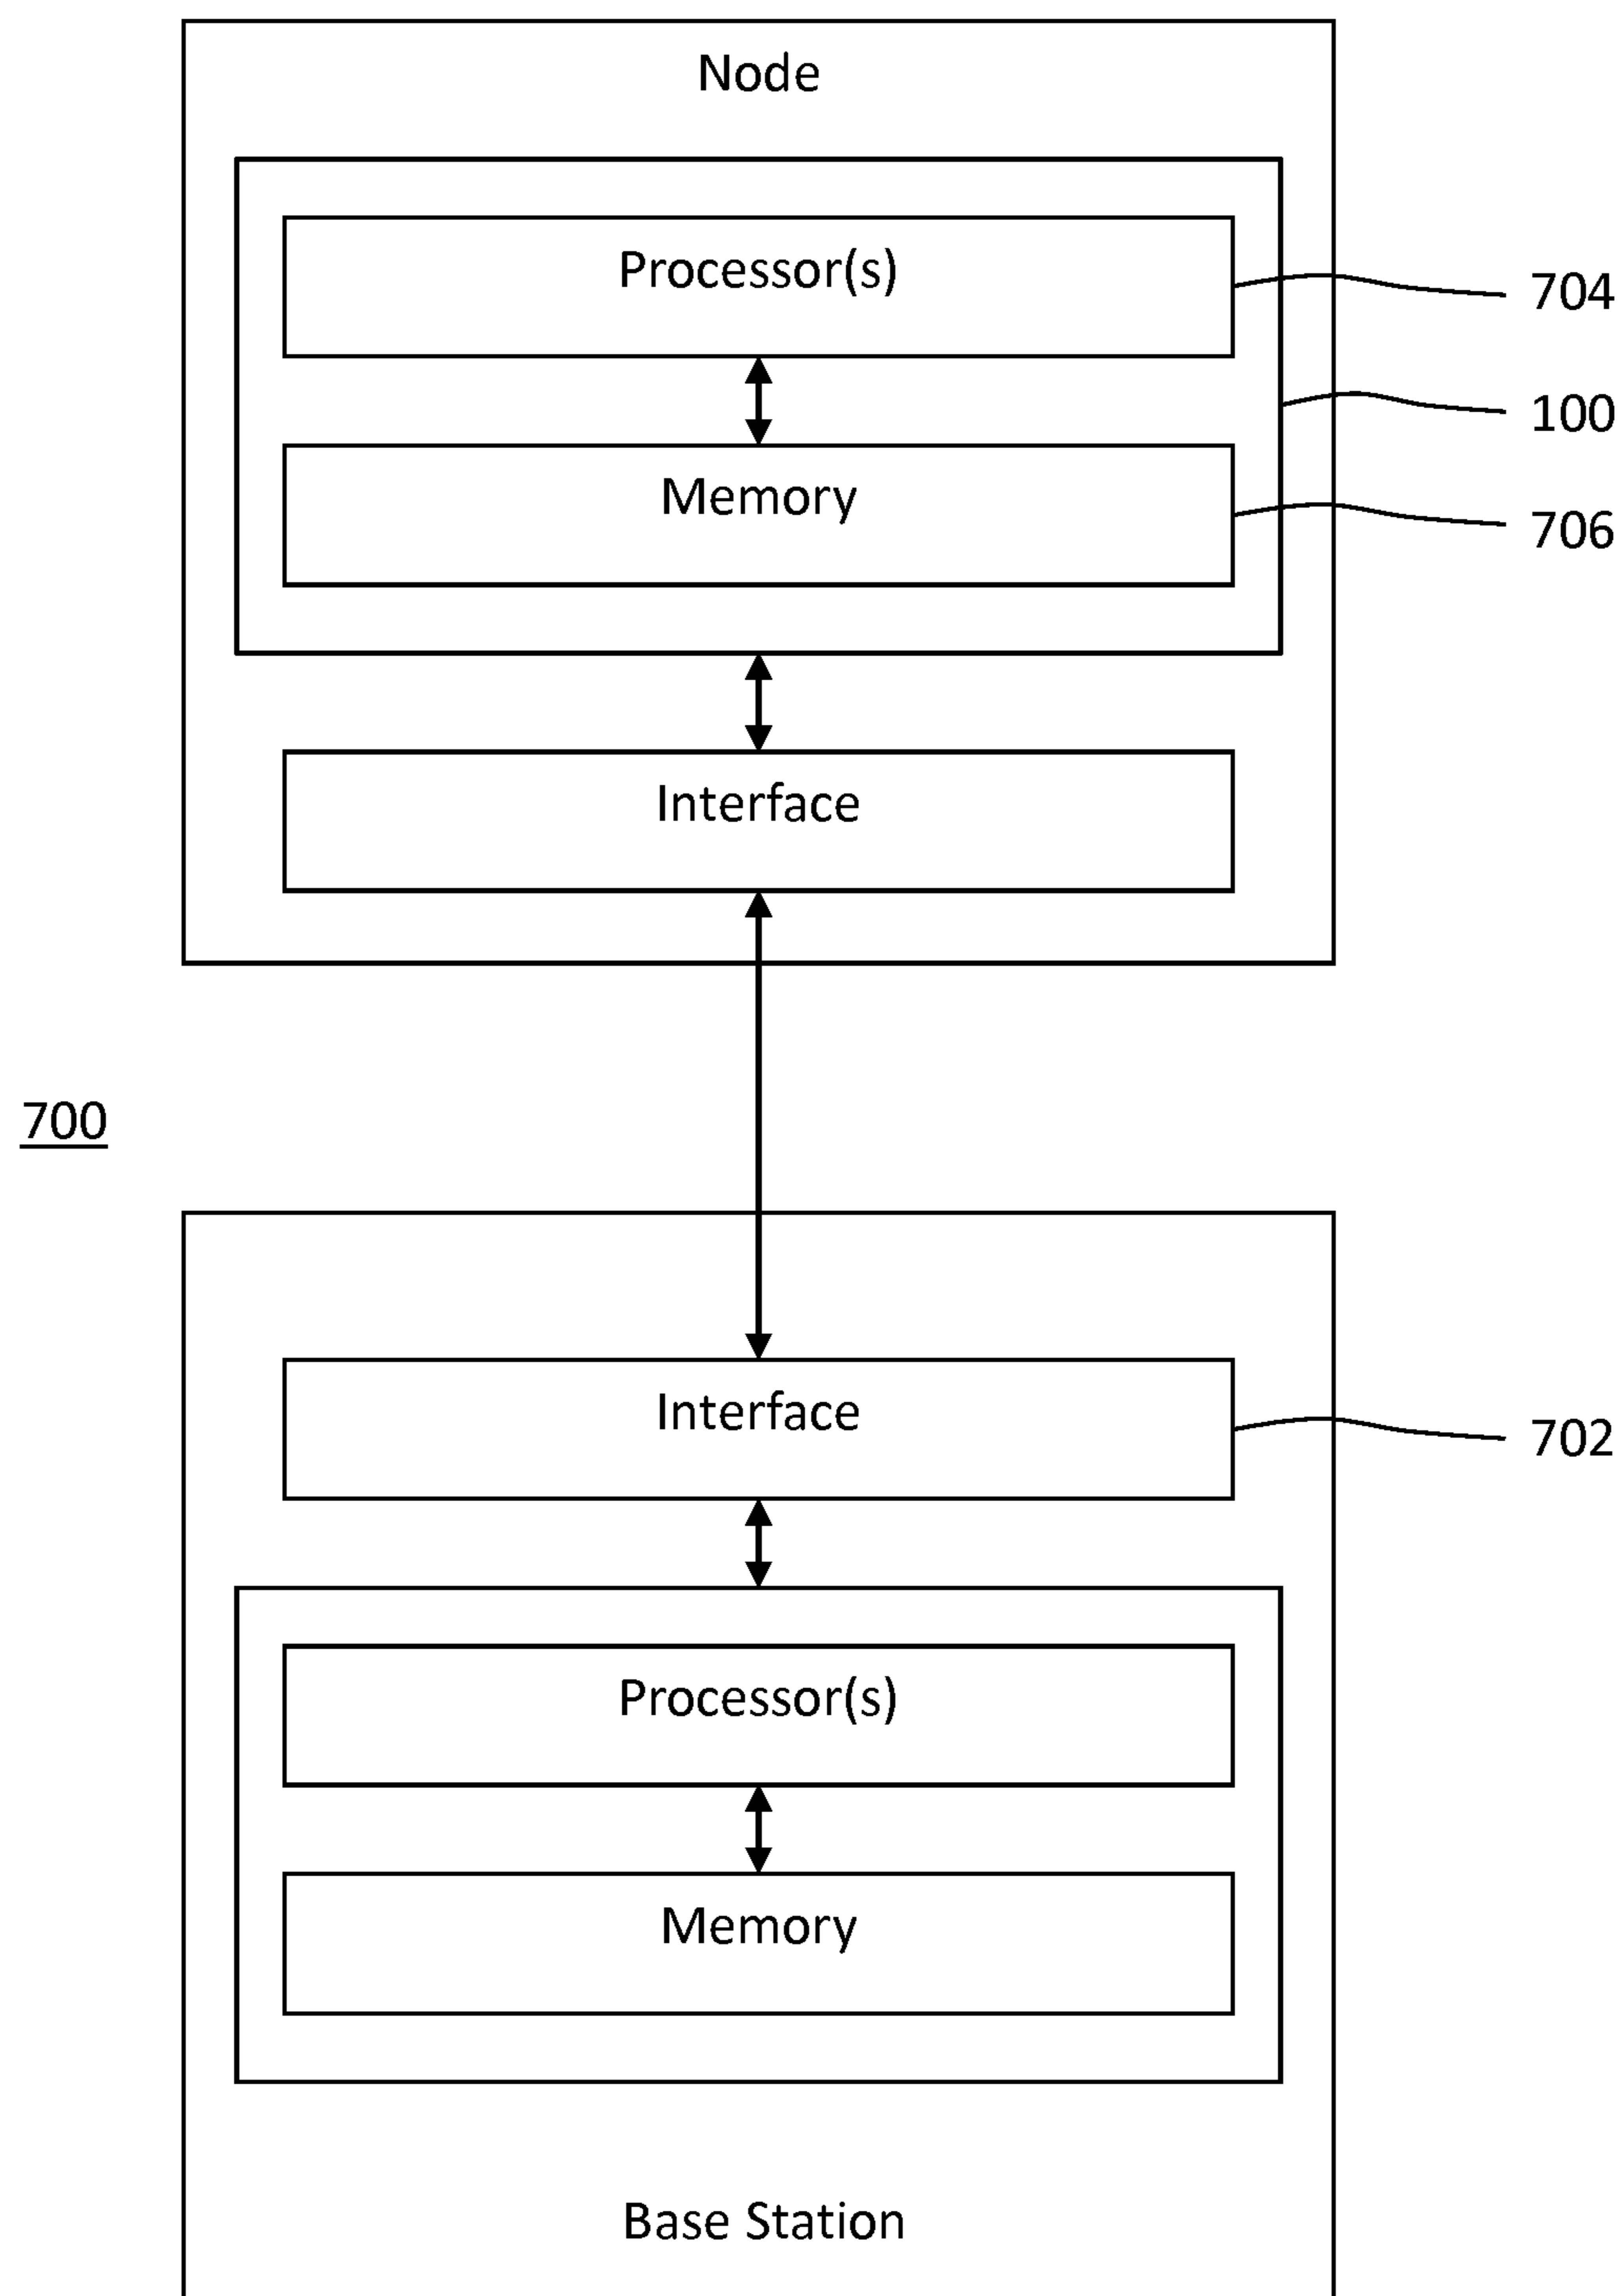 Node
Processor(s)
704
100
Memory
706
Interface
700
Interface
702
Processor(s)
Memory
Base Station